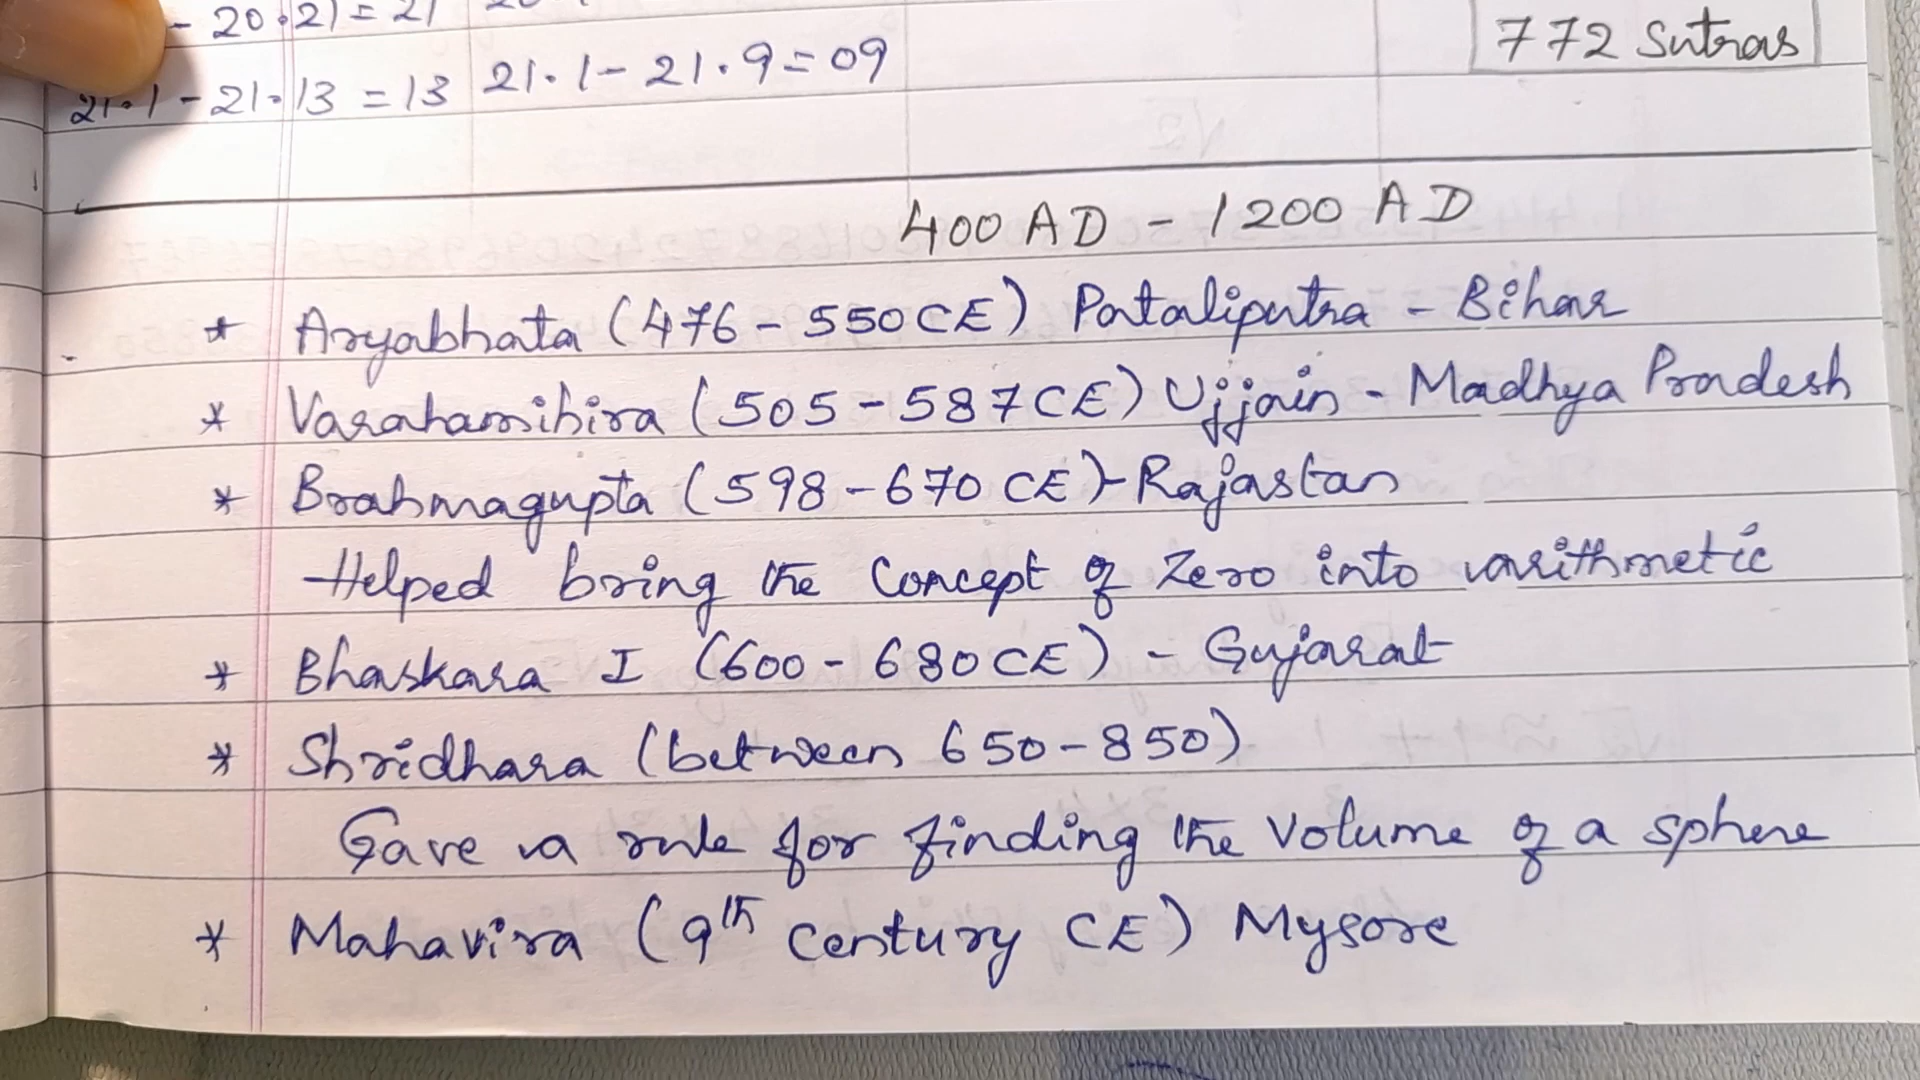 - 20.21 = 21
21.1 - 21.13 = 13 21.1 - 21.9 = 09
772 Sutras
400 AD - 1200 AD
* Aryabhata (476 - 550 CE) Pataliputra - Bihar
* Varahamihira (505 - 587 CE) Ujjain - Madhya Pradesh
* Brahmagupta (598 - 670 CE) - Rajastan
Helped bring the Concept of Zero into arithmetic
* Bhaskara I (600 - 680 CE) - Gujarat
* Shridhara (between 650 - 850)
Gave a rule for finding the Volume of a sphere
* Mahavira (9th Century CE) Mysore